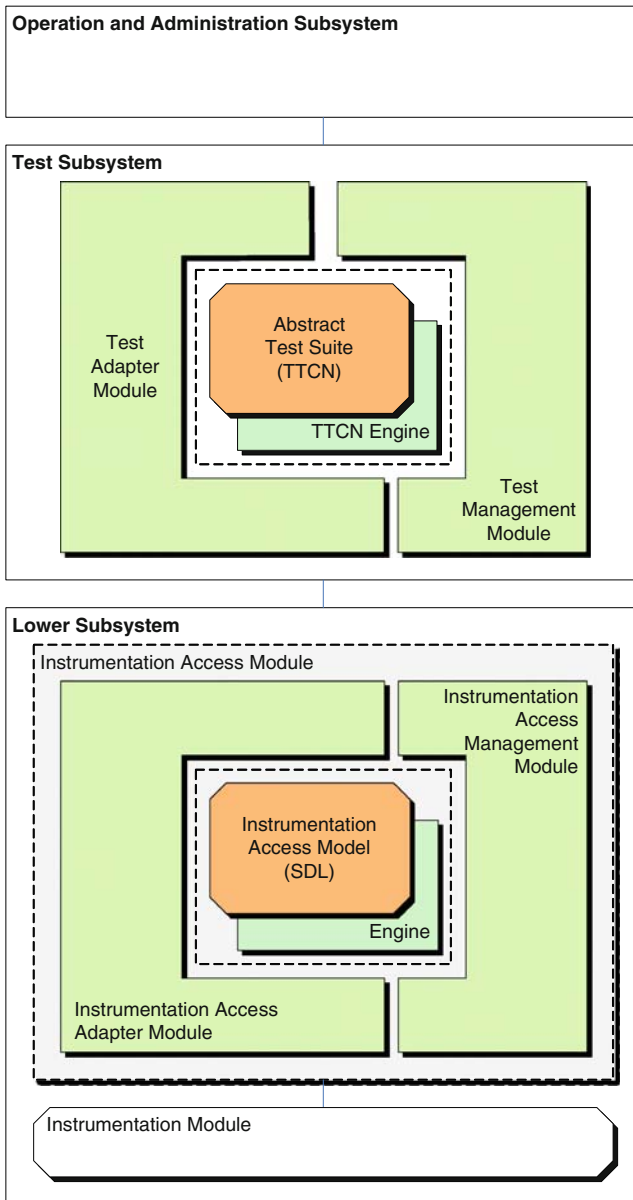 Operation and Administration Subsystem
Test Subsystem
Test
Adapter
Module
Abstract
Test Suite
(TTCN)
TTCN Engine
Test
Management
Module
Lower Subsystem
Instrumentation Access Module
Instrumentation
Access
Management
Module
Instrumentation
Access Model
(SDL)
Engine
Instrumentation Access
Adapter Module
Instrumentation Module